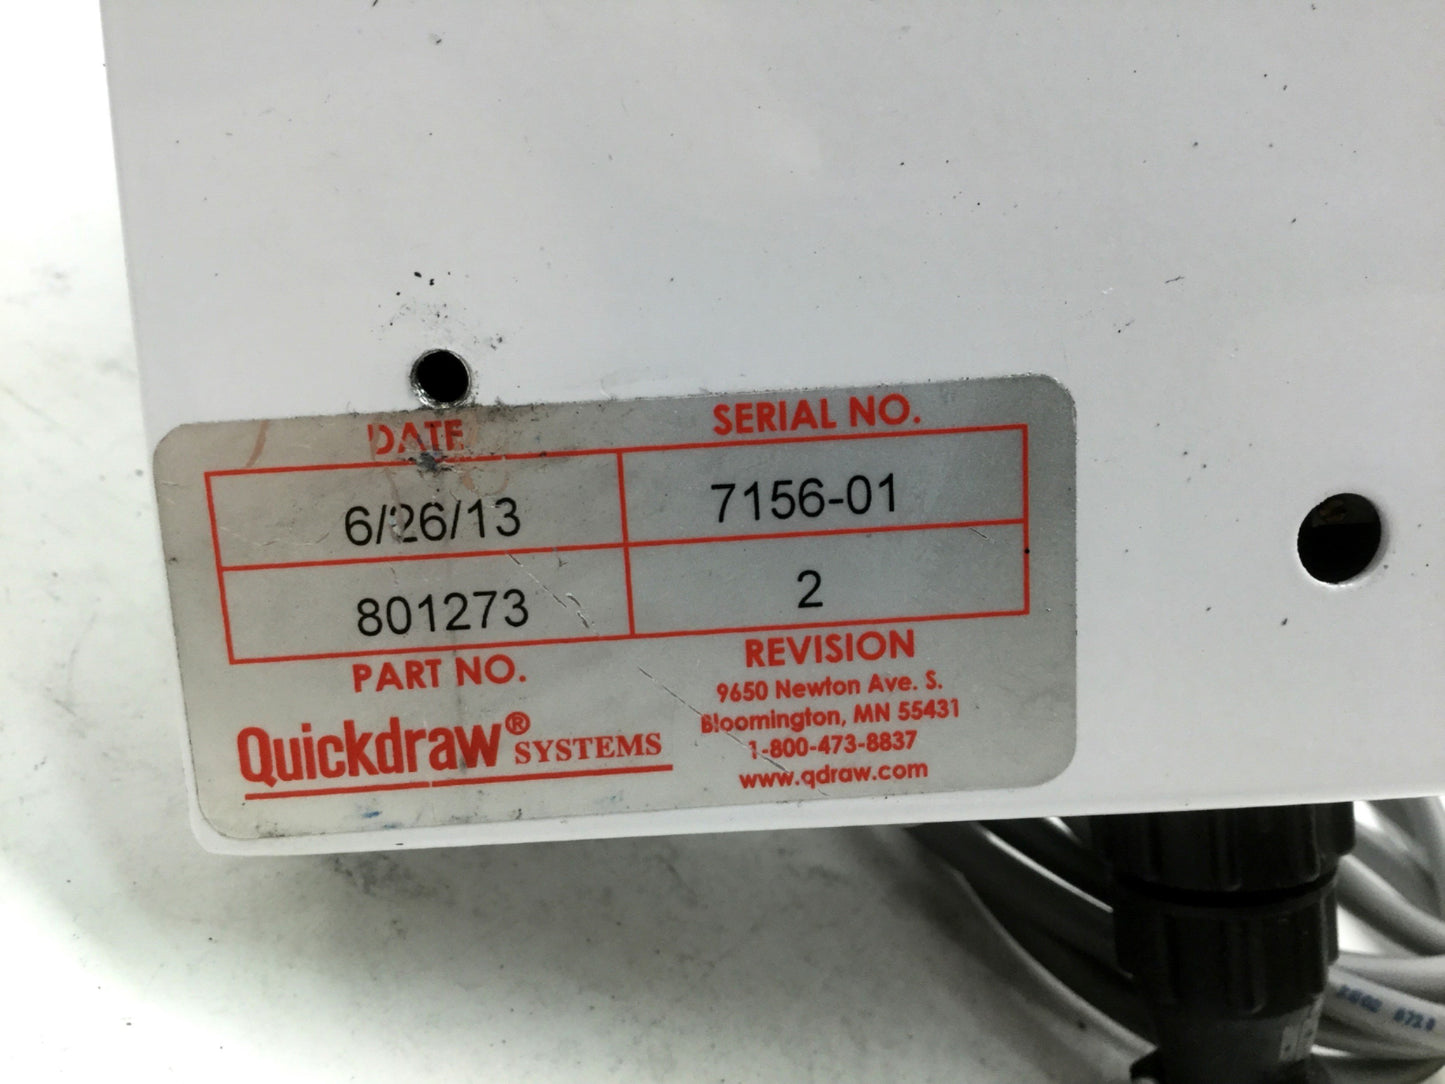 DATE SERIAL NO.
6/26/13 7156-01
801273 2
PART NO. REVISION
Quickdraw® SYSTEMS
9650 Newton Ave. S.
Bloomington, MN 55431
1-800-473-8837
www.qdraw.com